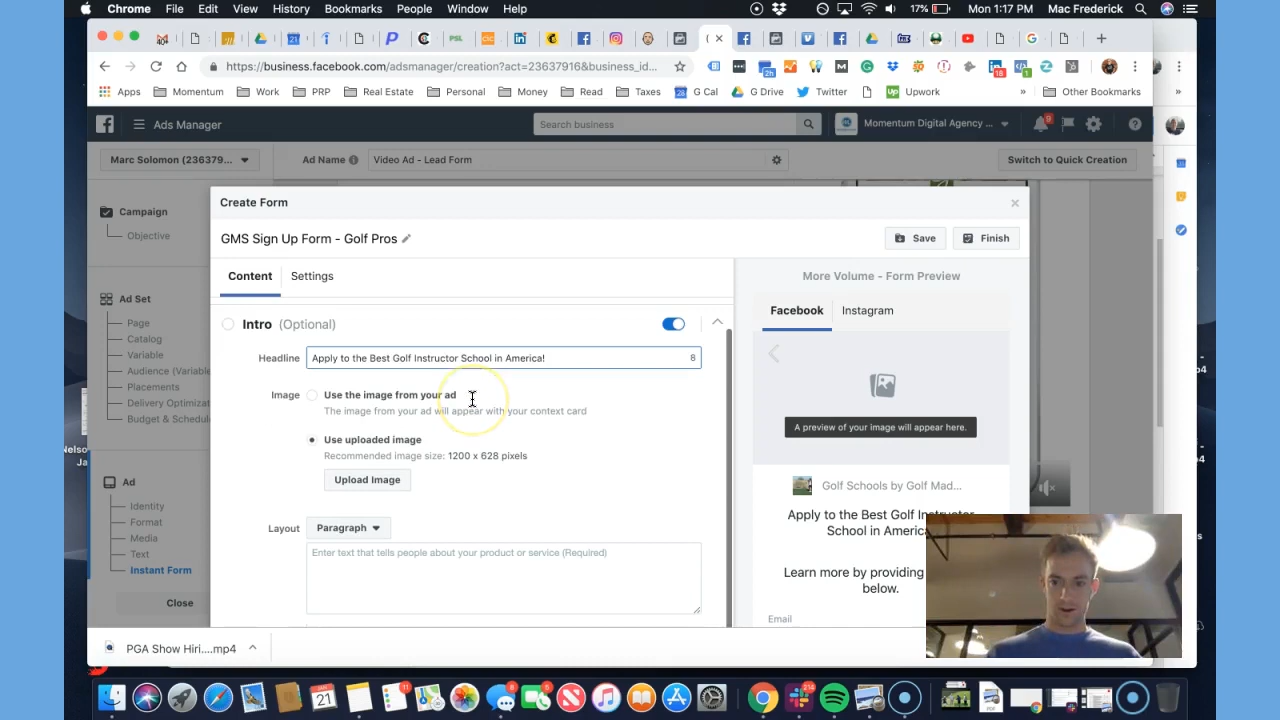 Chrome File Edit View History Bookmarks People Window Help 17% Mon 1:17 PM Mac Frederick
https://business.facebook.com/adsmanager/creation?act=23637916&business_id...
Apps Momentum Work PRP Real Estate Personal Money Read Taxes G Cal G Drive Twitter Upwork » Other Bookmarks »
Ads Manager Search business Momentum Digital Agency ...
Marc Solomon (236379... Ad Name Video Ad - Lead Form Switch to Quick Creation
Campaign
Objective
Ad Set
Page
Catalog
Variable
Audience (Variable
Placements
Delivery Optimizat
Budget & Schedul
Ad
Identity
Format
Media
Text
Instant Form
Close
Create Form
GMS Sign Up Form - Golf Pros Save Finish
Content Settings
Intro (Optional)
Headline Apply to the Best Golf Instructor School in America! 8
Image Use the image from your ad
The image from your ad will appear with your context card
Use uploaded image
Recommended image size: 1200 x 628 pixels
Upload Image
Layout Paragraph
Enter text that tells people about your product or service (Required)
More Volume - Form Preview
Facebook Instagram
A preview of your image will appear here.
Golf Schools by Golf Mad...
Apply to the Best Golf Instructor
School in America
Learn more by providing
below.
Email
PGA Show Hiri....mp4